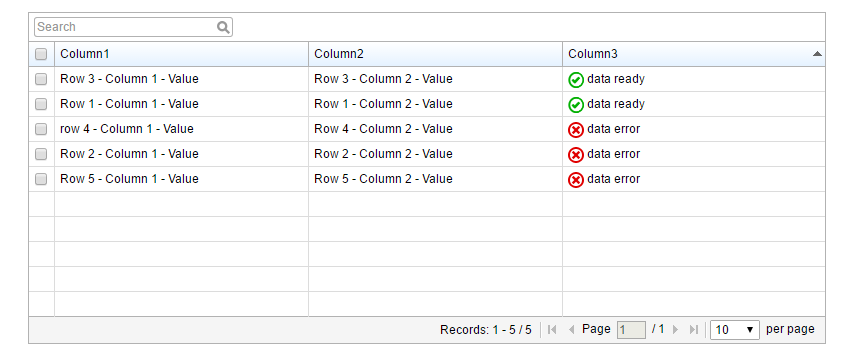 Search
Column1 Column2 Column3
Row 3 - Column 1 - Value Row 3 - Column 2 - Value data ready
Row 1 - Column 1 - Value Row 1 - Column 2 - Value data ready
row 4 - Column 1 - Value Row 4 - Column 2 - Value data error
Row 2 - Column 1 - Value Row 2 - Column 2 - Value data error
Row 5 - Column 1 - Value Row 5 - Column 2 - Value data error
Records: 1 - 5 / 5 Page 1 / 1 10 per page